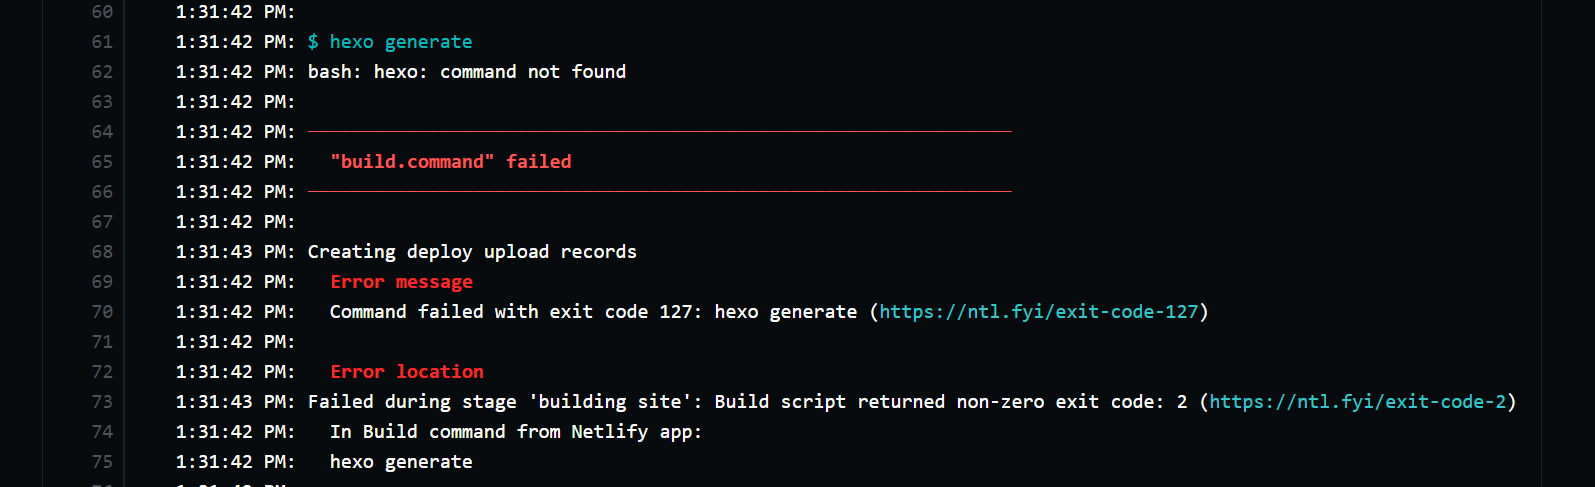 60 1:31:42 PM:
61 1:31:42 PM: $ hexo generate
62 1:31:42 PM: bash: hexo: command not found
63 1:31:42 PM:
64 1:31:42 PM: ────────────────────────────────────────────────────────────────
65 1:31:42 PM: "build.command" failed
66 1:31:42 PM: ────────────────────────────────────────────────────────────────
67 1:31:42 PM:
68 1:31:43 PM: Creating deploy upload records
69 1:31:42 PM: Error message
70 1:31:42 PM: Command failed with exit code 127: hexo generate (https://ntl.fyi/exit-code-127)
71 1:31:42 PM:
72 1:31:42 PM: Error location
73 1:31:43 PM: Failed during stage 'building site': Build script returned non-zero exit code: 2 (https://ntl.fyi/exit-code-2)
74 1:31:42 PM: In Build command from Netlify app:
75 1:31:42 PM: hexo generate